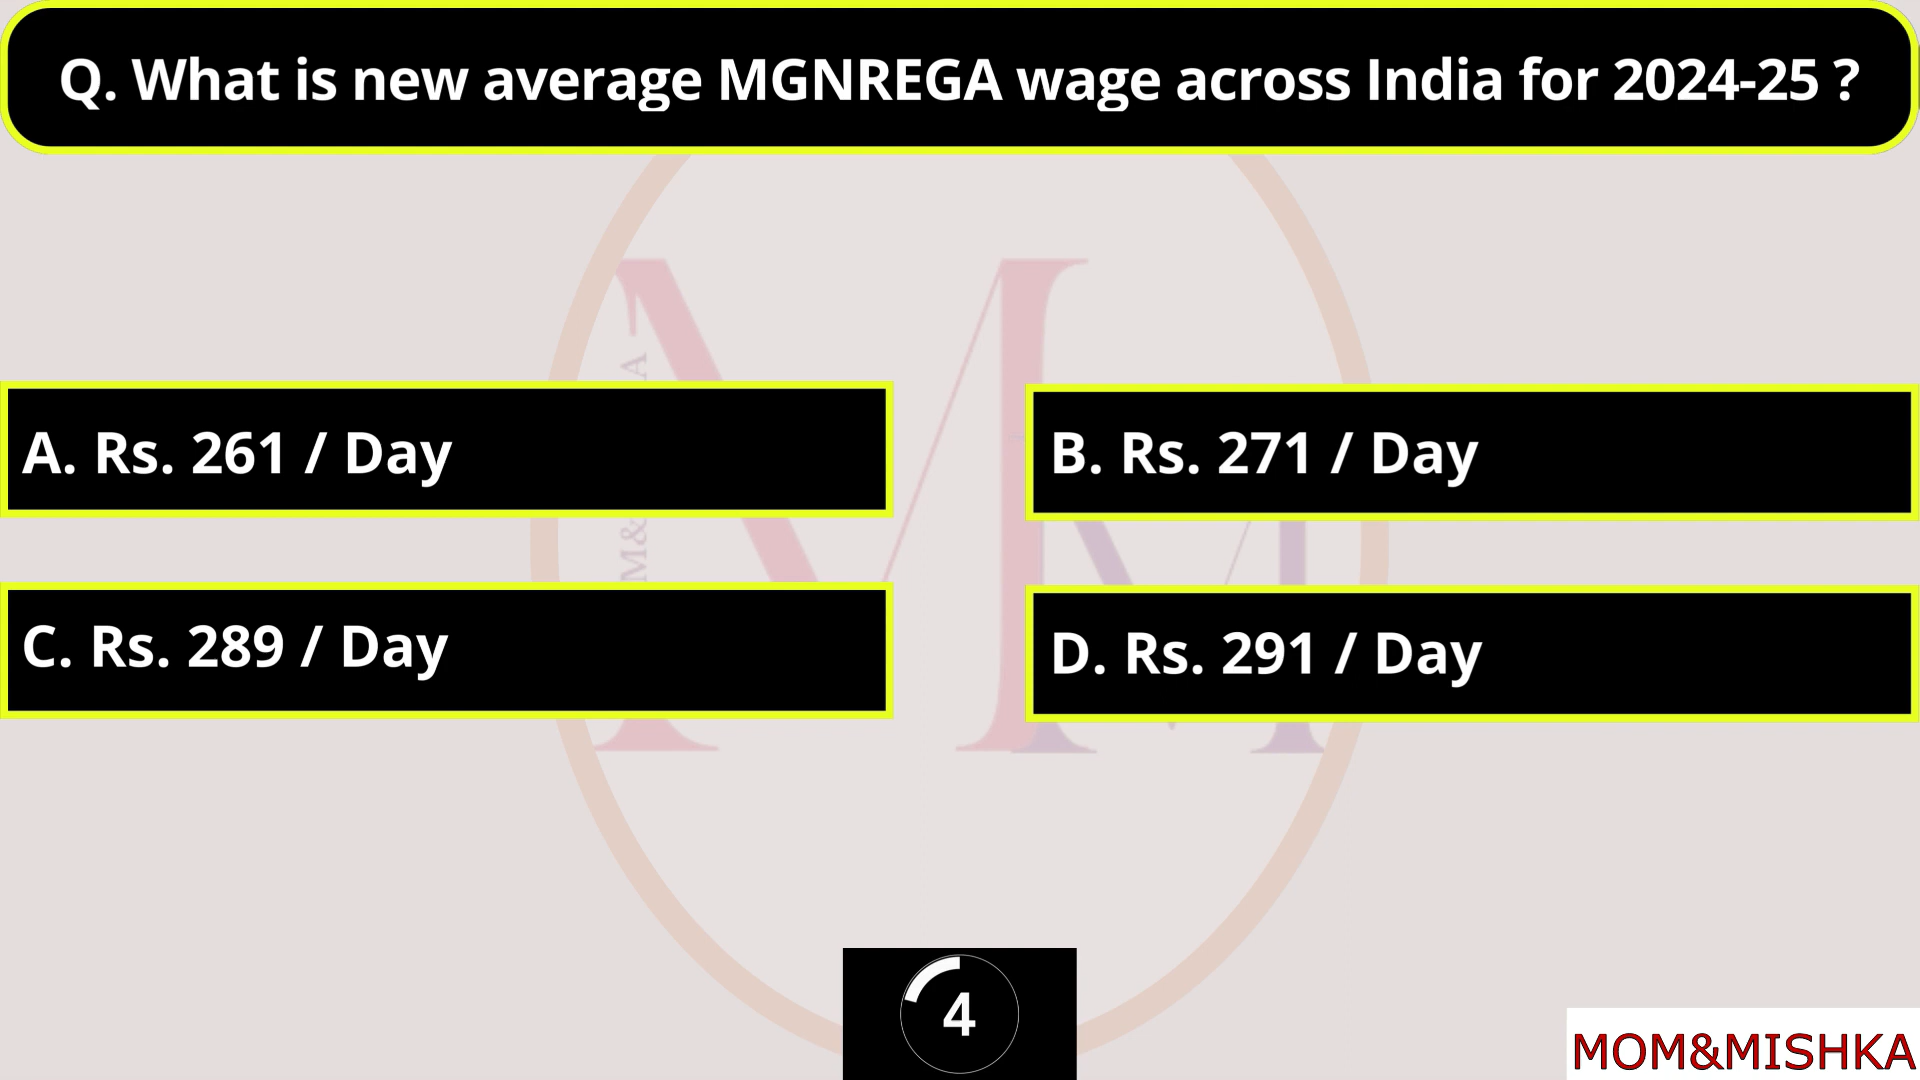 Q. What is new average MGNREGA wage across India for 2024-25 ?
A. Rs. 261 / Day
B. Rs. 271 / Day
C. Rs. 289 / Day
D. Rs. 291 / Day
M&
A
4
MOM&MISHKA